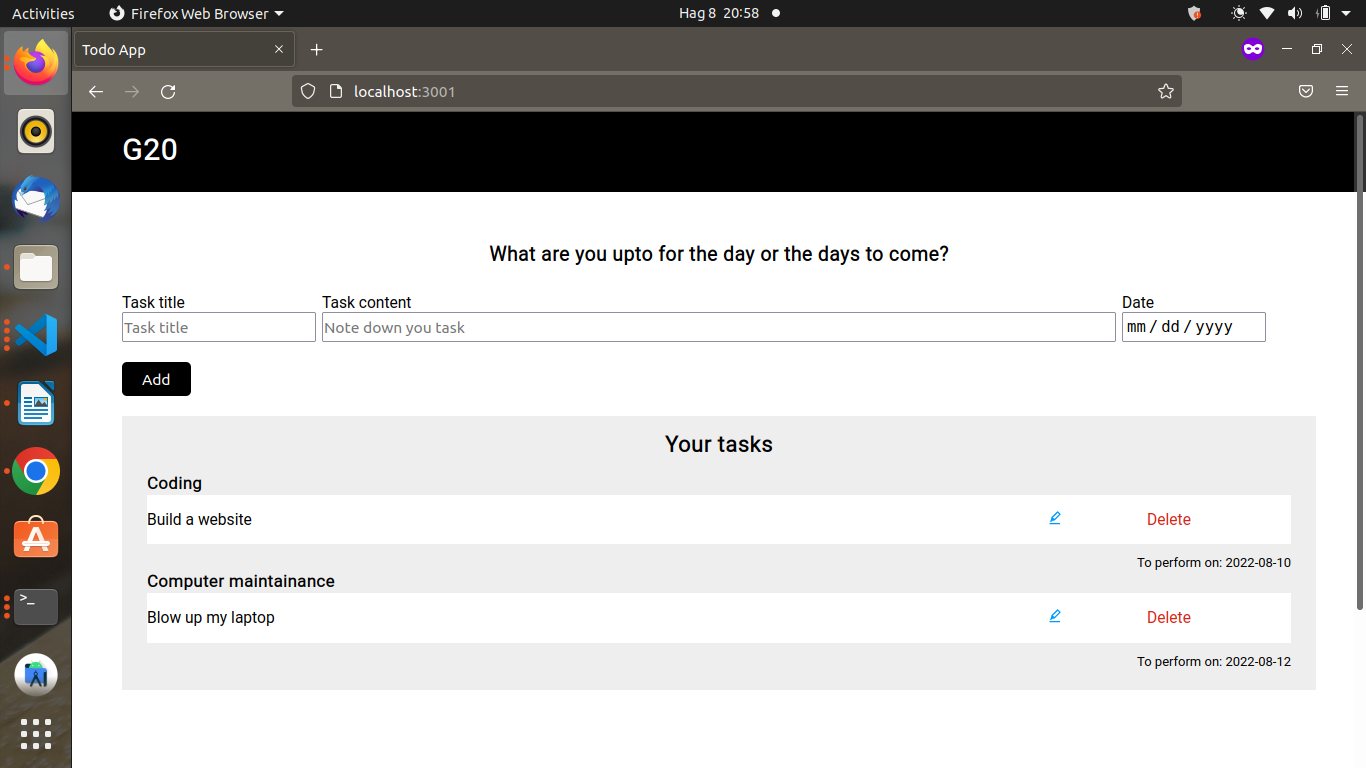 Activities Firefox Web Browser Hag 8 20:58
Todo App
localhost:3001
G20
What are you upto for the day or the days to come?
Task title Task content Date
Task title Note down you task mm / dd / yyyy
Add
Your tasks
Coding
Build a website Delete
To perform on: 2022-08-10
Computer maintainance
Blow up my laptop Delete
To perform on: 2022-08-12